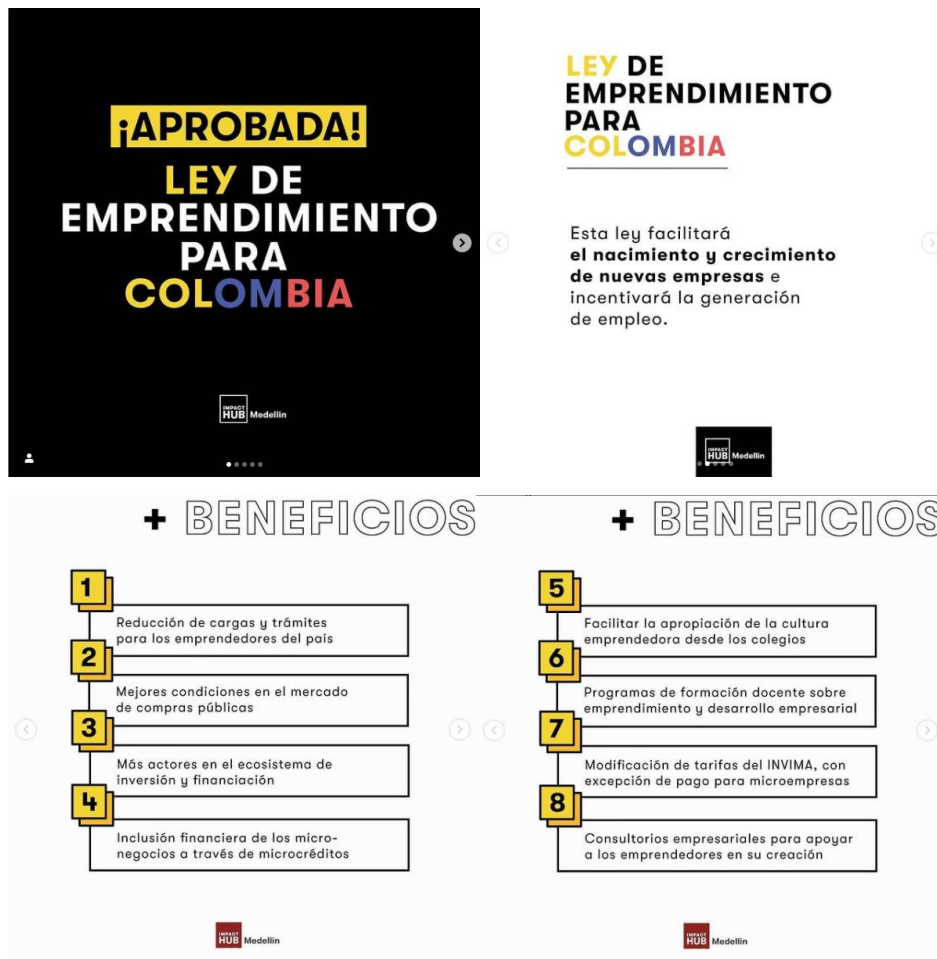 ¡APROBADA!
LEY DE
EMPRENDIMIENTO
PARA
COLOMBIA
IMPACT
HUB Medellin
LEY DE
EMPRENDIMIENTO
PARA
COLOMBIA
Esta ley facilitará
el nacimiento y crecimiento
de nuevas empresas e
incentivará la generación
de empleo.
IMPACT
HUB Medellin
+ BENEFICIOS
1
Reducción de cargas y trámites
para los emprendedores del país
2
Mejores condiciones en el mercado
de compras públicas
3
Más actores en el ecosistema de
inversión y financiación
4
Inclusión financiera de los micro-
negocios a través de microcréditos
IMPACT
HUB Medellin
+ BENEFICIOS
5
Facilitar la apropiación de la cultura
emprendedora desde los colegios
6
Programas de formación docente sobre
emprendimiento y desarrollo empresarial
7
Modificación de tarifas del INVIMA, con
excepción de pago para microempresas
8
Consultorios empresariales para apoyar
a los emprendedores en su creación
IMPACT
HUB Medellin